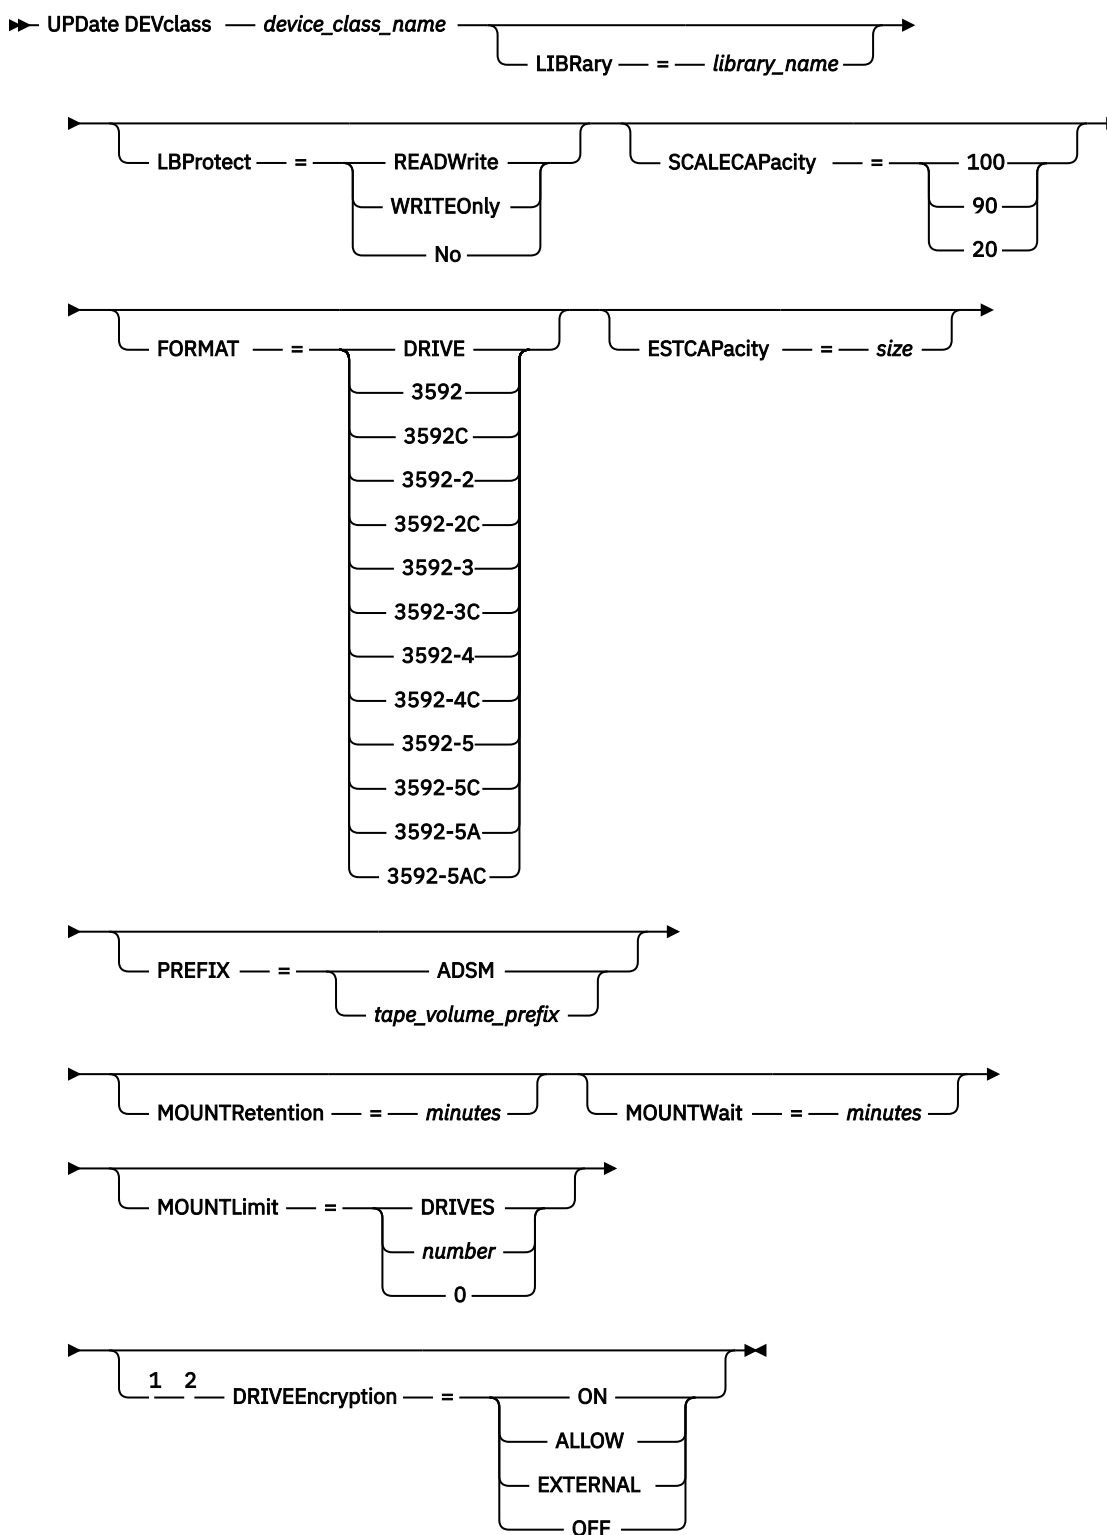 UPDate DEVclass device_class_name
LIBRary = library_name
LBProtect = READWrite SCALECAPacity = 100
WRITEOnly 90
No 20
FORMAT = DRIVE ESTCAPacity = size
3592
3592C
3592-2
3592-2C
3592-3
3592-3C
3592-4
3592-4C
3592-5
3592-5C
3592-5A
3592-5AC
PREFIX = ADSM
tape_volume_prefix
MOUNTRetention = minutes MOUNTWait = minutes
MOUNTLimit = DRIVES
number
0
1 2 DRIVEEncryption = ON
ALLOW
EXTERNAL
OFF